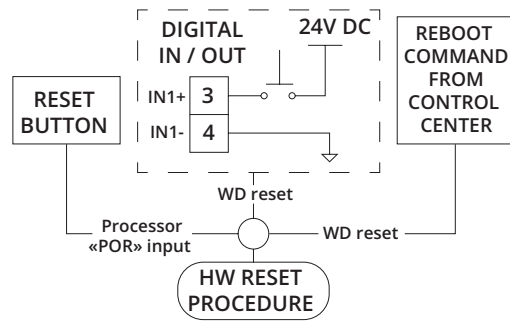 DIGITAL
IN / OUT
24V DC
IN1+
3
IN1-
4
RESET
BUTTON
REBOOT
COMMAND
FROM
CONTROL
CENTER
WD reset
Processor
«POR» input
WD reset
HW RESET
PROCEDURE